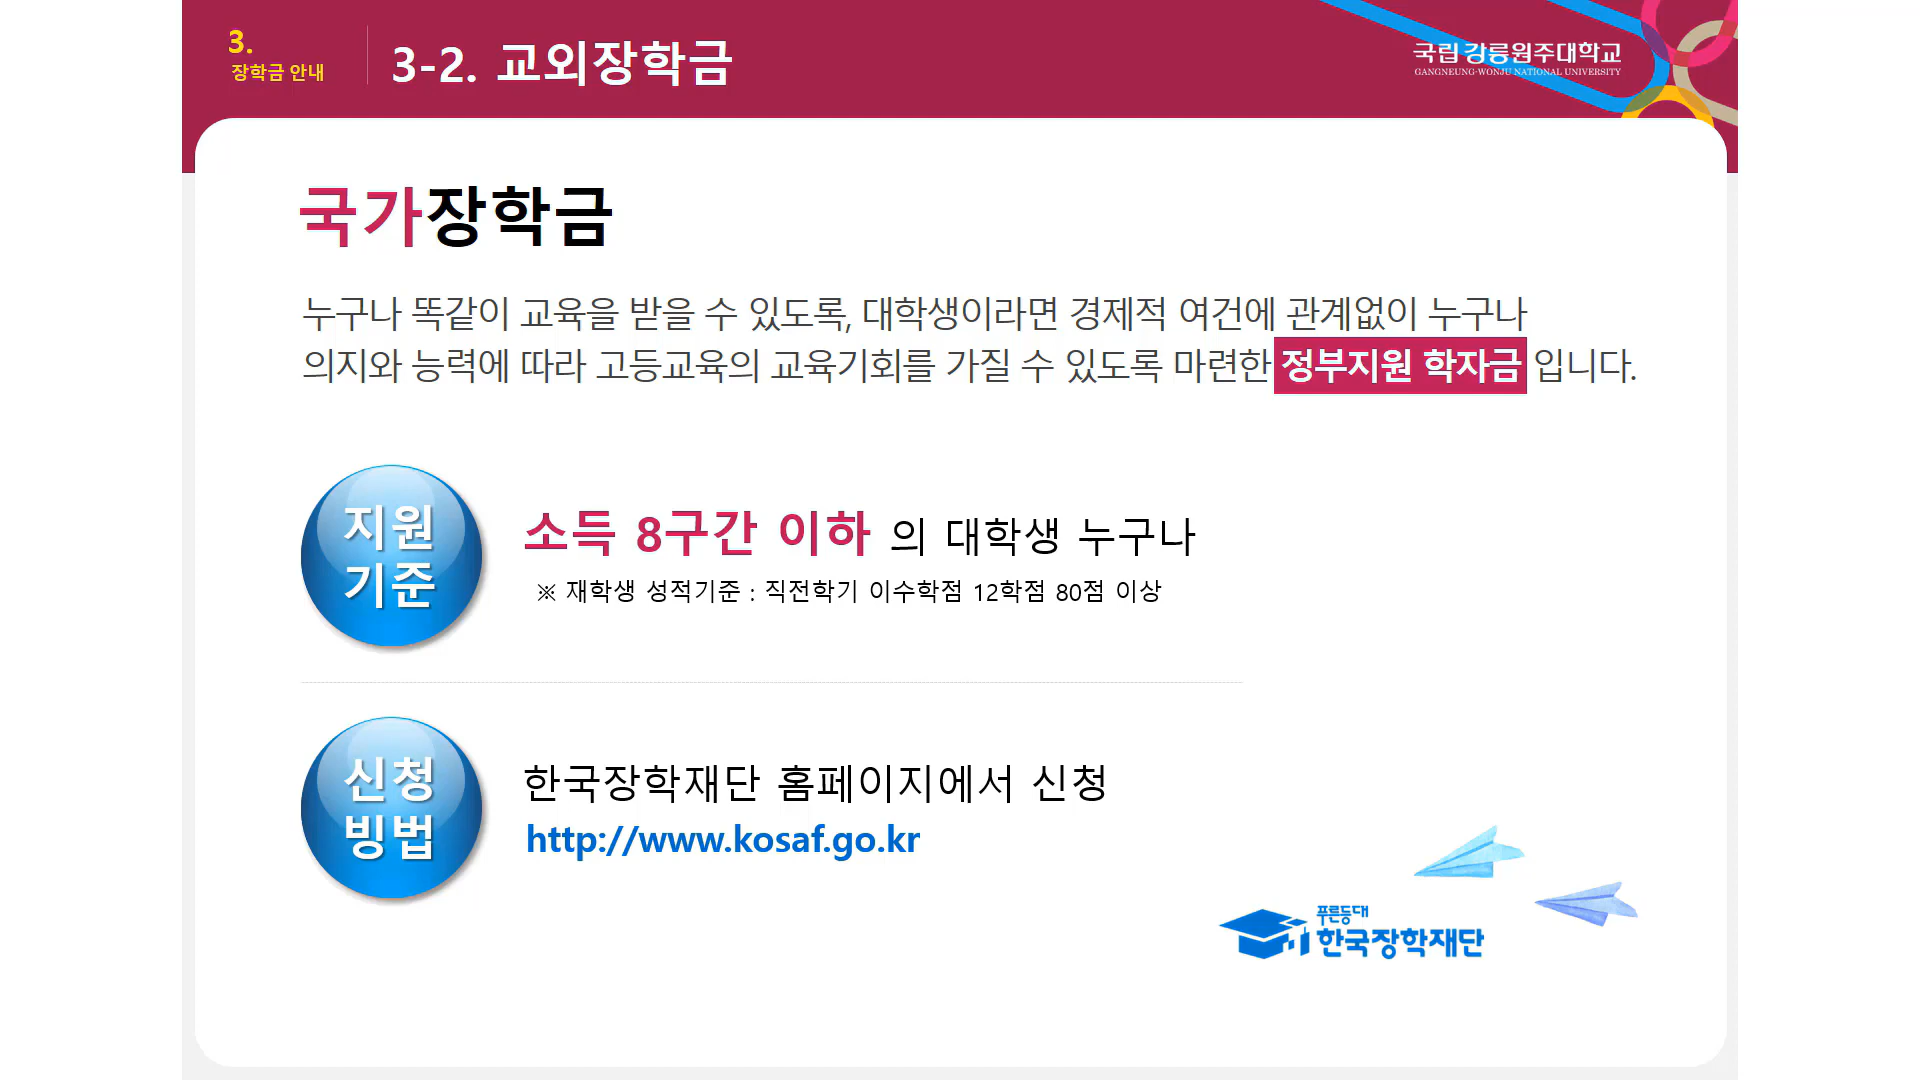 3.
장학금 안내
3-2. 교외장학금
국립강릉원주대학교
GANGNEUNG-WONJU NATIONAL UNIVERSITY
국가장학금
누구나 똑같이 교육을 받을 수 있도록, 대학생이라면 경제적 여건에 관계없이 누구나
의지와 능력에 따라 고등교육의 교육기회를 가질 수 있도록 마련한 정부지원 학자금 입니다.
지원
기준
소득 8구간 이하 의 대학생 누구나
※ 재학생 성적기준 : 직전학기 이수학점 12학점 80점 이상
신청
빙법
한국장학재단 홈페이지에서 신청
http://www.kosaf.go.kr
푸른등대
한국장학재단